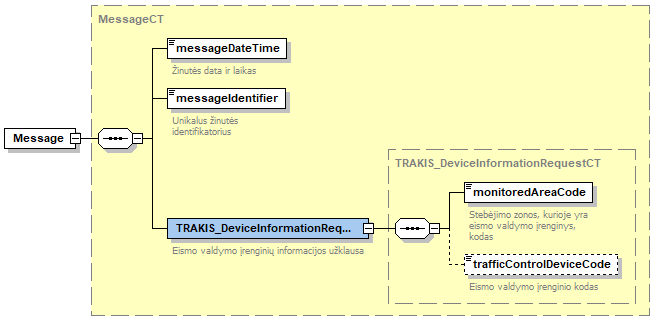 MessageCT
messageDateTime
Žinutės data ir laikas
messageIdentifier
Unikalus žinutės
identifikatorius
Message
TRAKIS_DeviceInformationRequestCT
monitoredAreaCode
Stebėjimo zonos, kurioje yra
eismo valdymo įrenginys,
kodas
TRAKIS_DeviceInformationReq...
Eismo valdymo įrenginių informacijos užklausa
trafficControlDeviceCode
Eismo valdymo įrenginio kodas